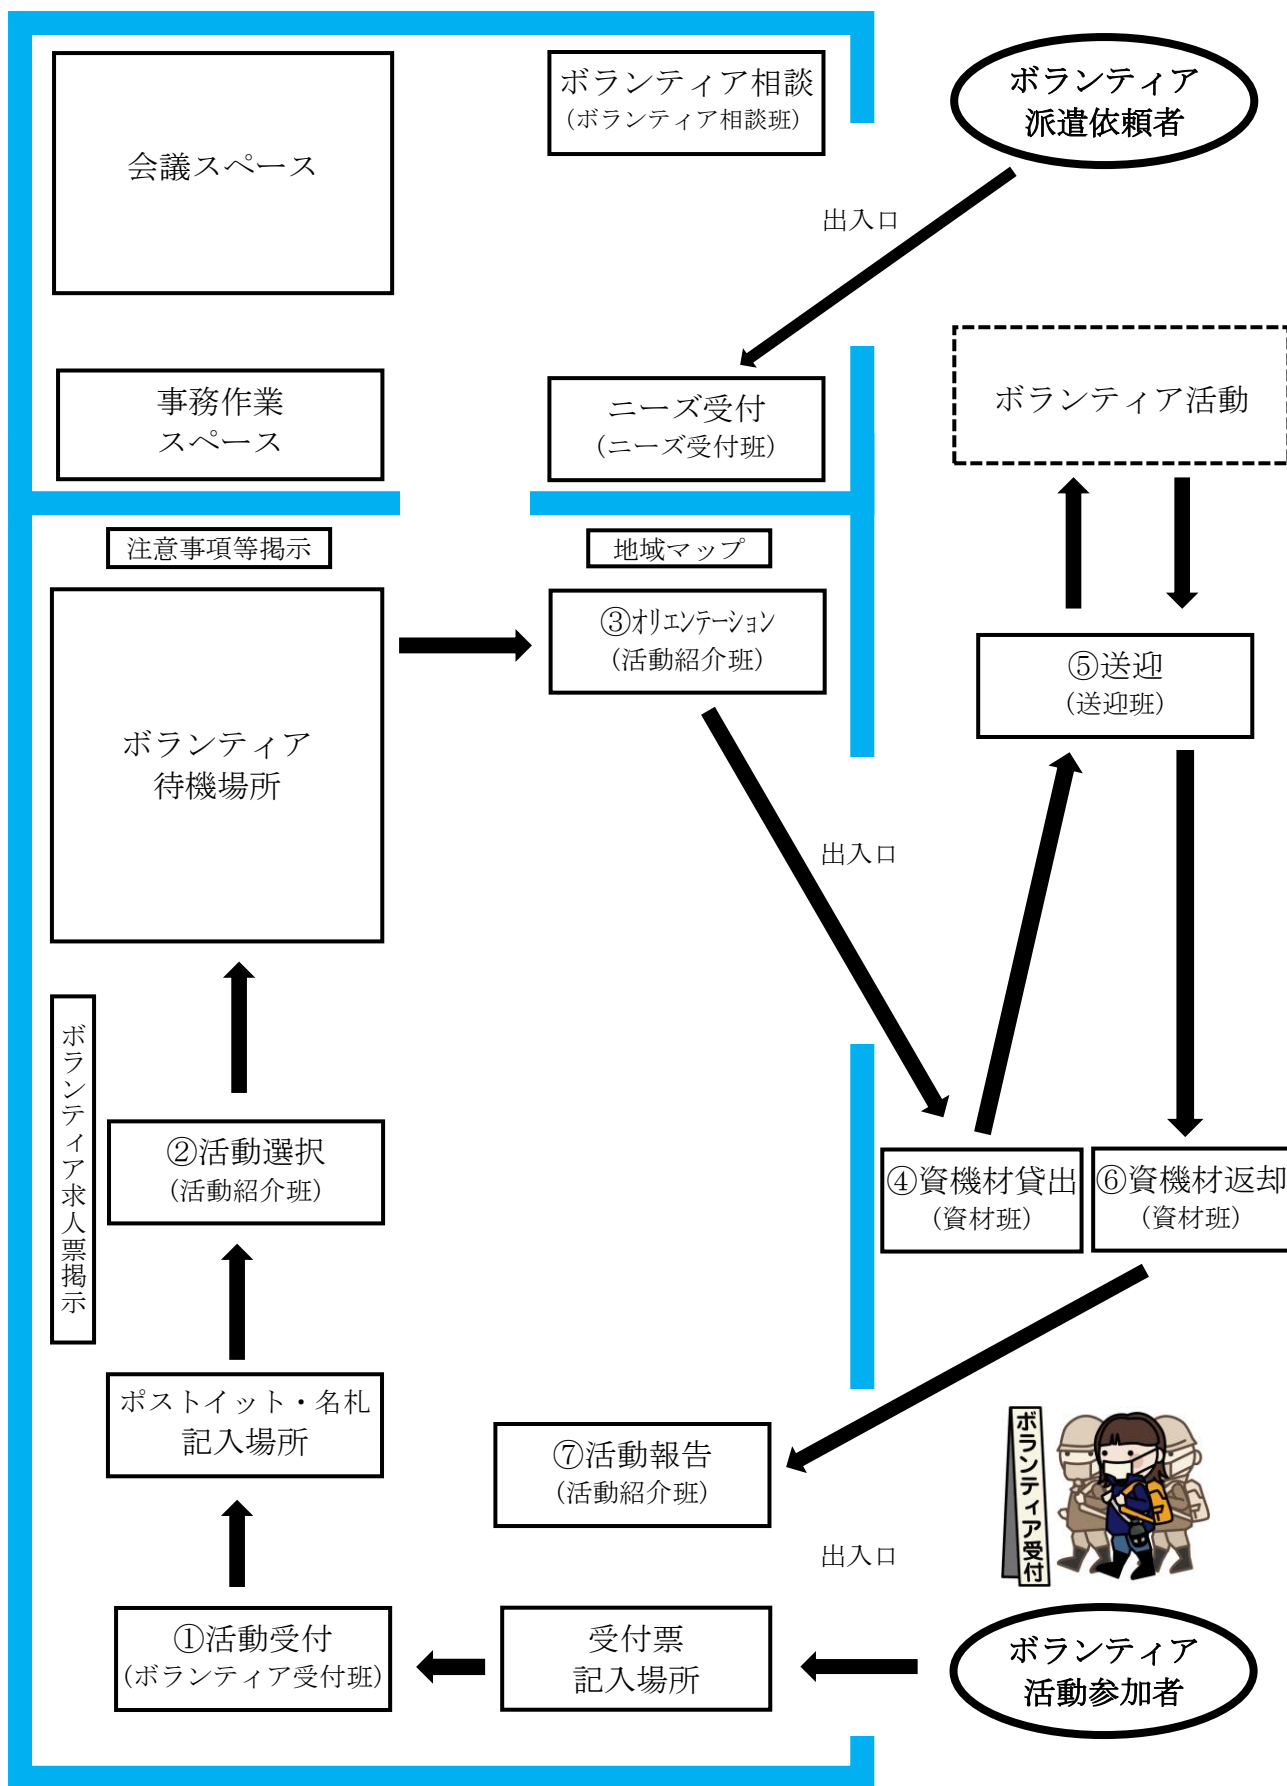 ボランティア相談
（ボランティア相談班）
ボランティア
派遣依頼者
会議スペース
出入口
事務作業
スペース
ニーズ受付
（ニーズ受付班）
ボランティア活動
注意事項等掲示
地域マップ
③オリエンテーション
（活動紹介班）
⑤送迎
（送迎班）
ボランティア
待機場所
出入口
ボランティア求人票掲示
②活動選択
（活動紹介班）
④資機材貸出
（資材班）
⑥資機材返却
（資材班）
ポストイット・名札
記入場所
⑦活動報告
（活動紹介班）
ボランティア受付
出入口
①活動受付
（ボランティア受付班）
受付票
記入場所
ボランティア
活動参加者